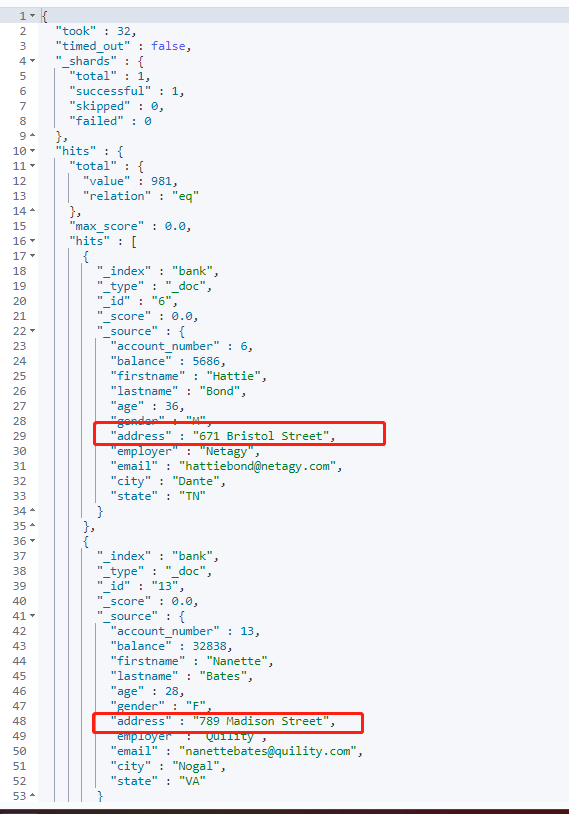 1 {
2 "took" : 32,
3 "timed_out" : false,
4 "_shards" : {
5 "total" : 1,
6 "successful" : 1,
7 "skipped" : 0,
8 "failed" : 0
9 },
10 "hits" : {
11 "total" : {
12 "value" : 981,
13 "relation" : "eq"
14 },
15 "max_score" : 0.0,
16 "hits" : [
17 {
18 "_index" : "bank",
19 "_type" : "_doc",
20 "_id" : "6",
21 "_score" : 0.0,
22 "_source" : {
23 "account_number" : 6,
24 "balance" : 5686,
25 "firstname" : "Hattie",
26 "lastname" : "Bond",
27 "age" : 36,
28 "gender" : "M",
29 "address" : "671 Bristol Street",
30 "employer" : "Netagy",
31 "email" : "hattiebond@netagy.com",
32 "city" : "Dante",
33 "state" : "TN"
34 }
35 },
36 {
37 "_index" : "bank",
38 "_type" : "_doc",
39 "_id" : "13",
40 "_score" : 0.0,
41 "_source" : {
42 "account_number" : 13,
43 "balance" : 32838,
44 "firstname" : "Nanette",
45 "lastname" : "Bates",
46 "age" : 28,
47 "gender" : "F",
48 "address" : "789 Madison Street",
49 "employer" : "Quility",
50 "email" : "nanettebates@quility.com",
51 "city" : "Nogal",
52 "state" : "VA"
53 }